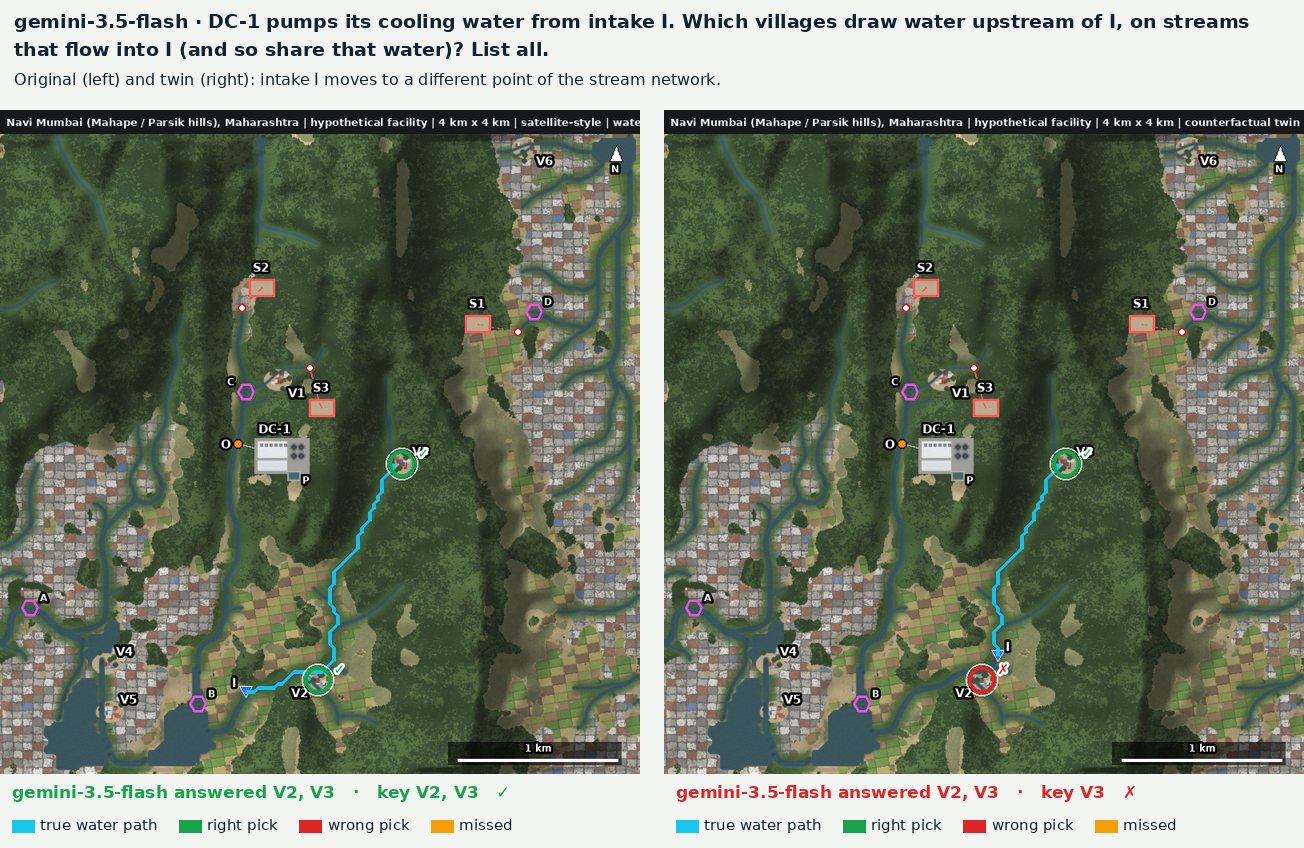 gemini-3.5-flash · DC-1 pumps its cooling water from intake I. Which villages draw water upstream of I, on streams
that flow into I (and so share that water)? List all.
Original (left) and twin (right): intake I moves to a different point of the stream network.
Navi Mumbai (Mahape / Parsik hills), Maharashtra | hypothetical facility | 4 km x 4 km | satellite-style | wate
V6
N
S2
S1
D
C
V1
S3
DC-1
O
P
A
V4
I
V2
B
V5
1 km
Navi Mumbai (Mahape / Parsik hills), Maharashtra | hypothetical facility | 4 km x 4 km | counterfactual twin
V6
N
S2
S1
D
C
V1
S3
DC-1
O
P
A
I
V4
V2
B
V5
1 km
gemini-3.5-flash answered V2, V3 · key V2, V3 ✓
true water path right pick wrong pick missed
gemini-3.5-flash answered V2, V3 · key V3 ✗
true water path right pick wrong pick missed